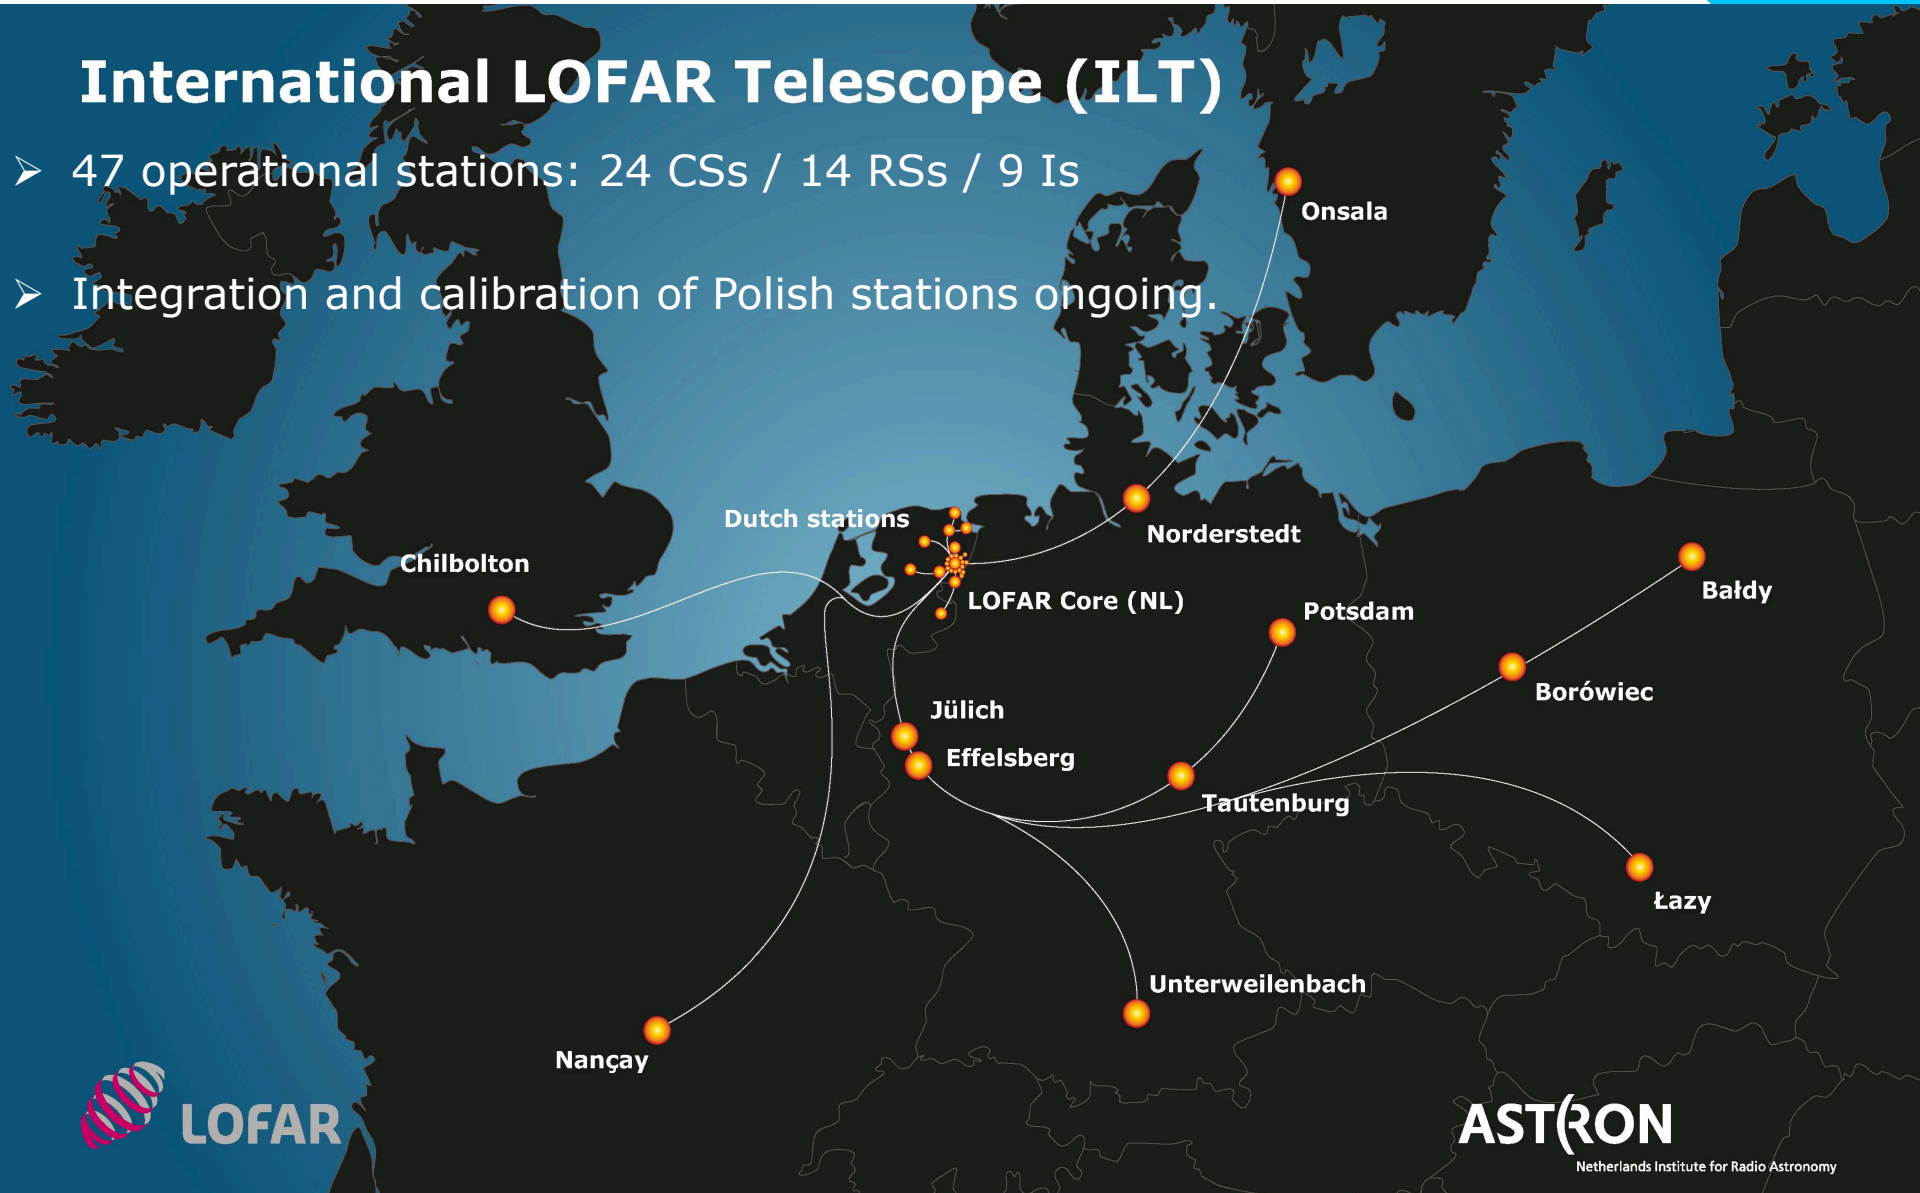 International LOFAR Telescope (ILT)
➢ 47 operational stations: 24 CSs / 14 RSs / 9 Is
➢ Integration and calibration of Polish stations ongoing.
Onsala
Dutch stations
Norderstedt
Chilbolton
LOFAR Core (NL)
Potsdam
Bałdy
Borówiec
Jülich
Effelsberg
Tautenburg
Łazy
Unterweilenbach
Nançay
LOFAR
ASTRON
Netherlands Institute for Radio Astronomy